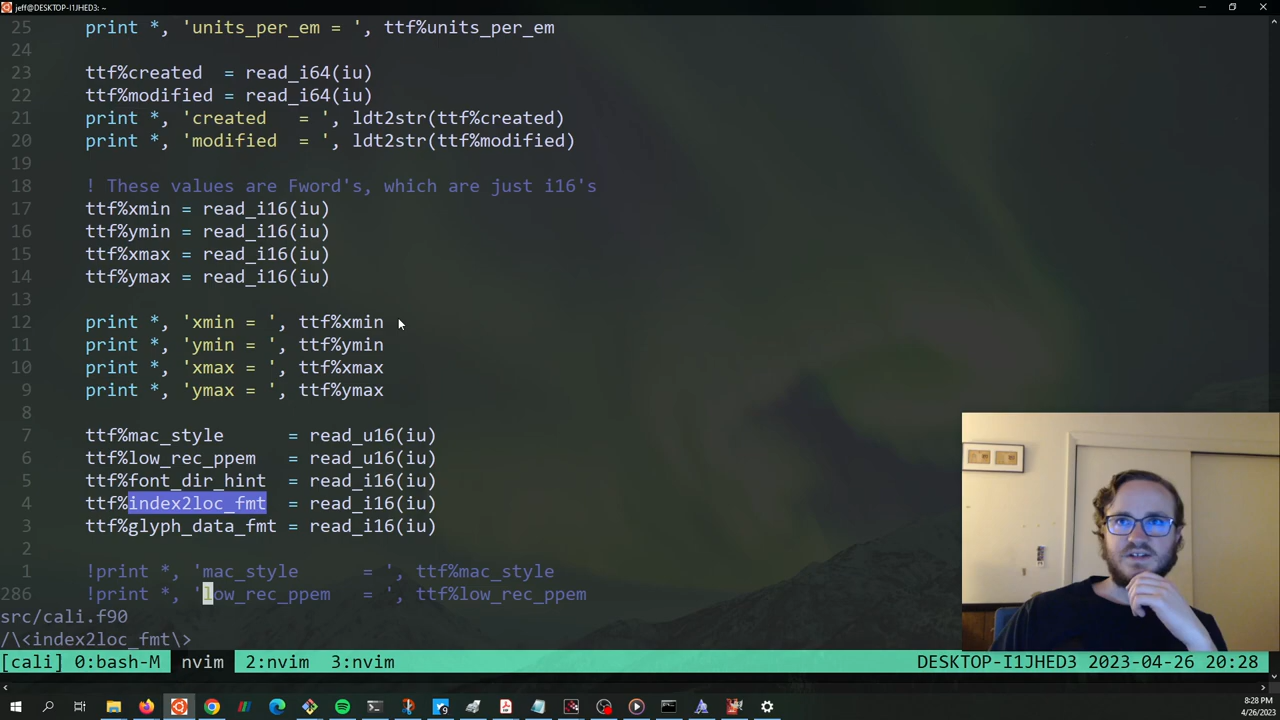 jeff@DESKTOP-I1JHED3: ~
25 print *, 'units_per_em = ', ttf%units_per_em
24
23 ttf%created  = read_i64(iu)
22 ttf%modified = read_i64(iu)
21 print *, 'created   = ', ldt2str(ttf%created)
20 print *, 'modified  = ', ldt2str(ttf%modified)
19
18 ! These values are Fword's, which are just i16's
17 ttf%xmin = read_i16(iu)
16 ttf%ymin = read_i16(iu)
15 ttf%xmax = read_i16(iu)
14 ttf%ymax = read_i16(iu)
13
12 print *, 'xmin = ', ttf%xmin
11 print *, 'ymin = ', ttf%ymin
10 print *, 'xmax = ', ttf%xmax
9 print *, 'ymax = ', ttf%ymax
8
7 ttf%mac_style      = read_u16(iu)
6 ttf%low_rec_ppem   = read_u16(iu)
5 ttf%font_dir_hint  = read_i16(iu)
4 ttf%index2loc_fmt  = read_i16(iu)
3 ttf%glyph_data_fmt = read_i16(iu)
2
1 !print *, 'mac_style      = ', ttf%mac_style
286 !print *, 'low_rec_ppem   = ', ttf%low_rec_ppem
src/cali.f90
/\<index2loc_fmt\>
[cali] 0:bash-M nvim 2:nvim 3:nvim DESKTOP-I1JHED3 2023-04-26 20:28
8:28 PM
4/26/2023